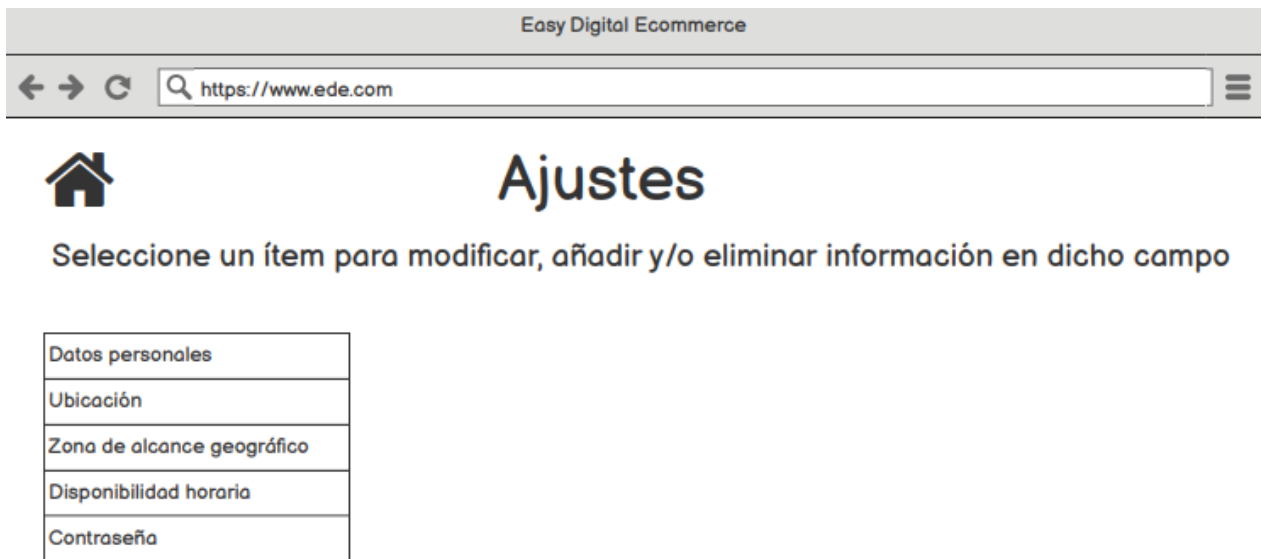 Easy Digital Ecommerce
https://www.ede.com
Ajustes
Seleccione un ítem para modificar, añadir y/o eliminar información en dicho campo
Datos personales
Ubicación
Zona de alcance geográfico
Disponibilidad horaria
Contraseña